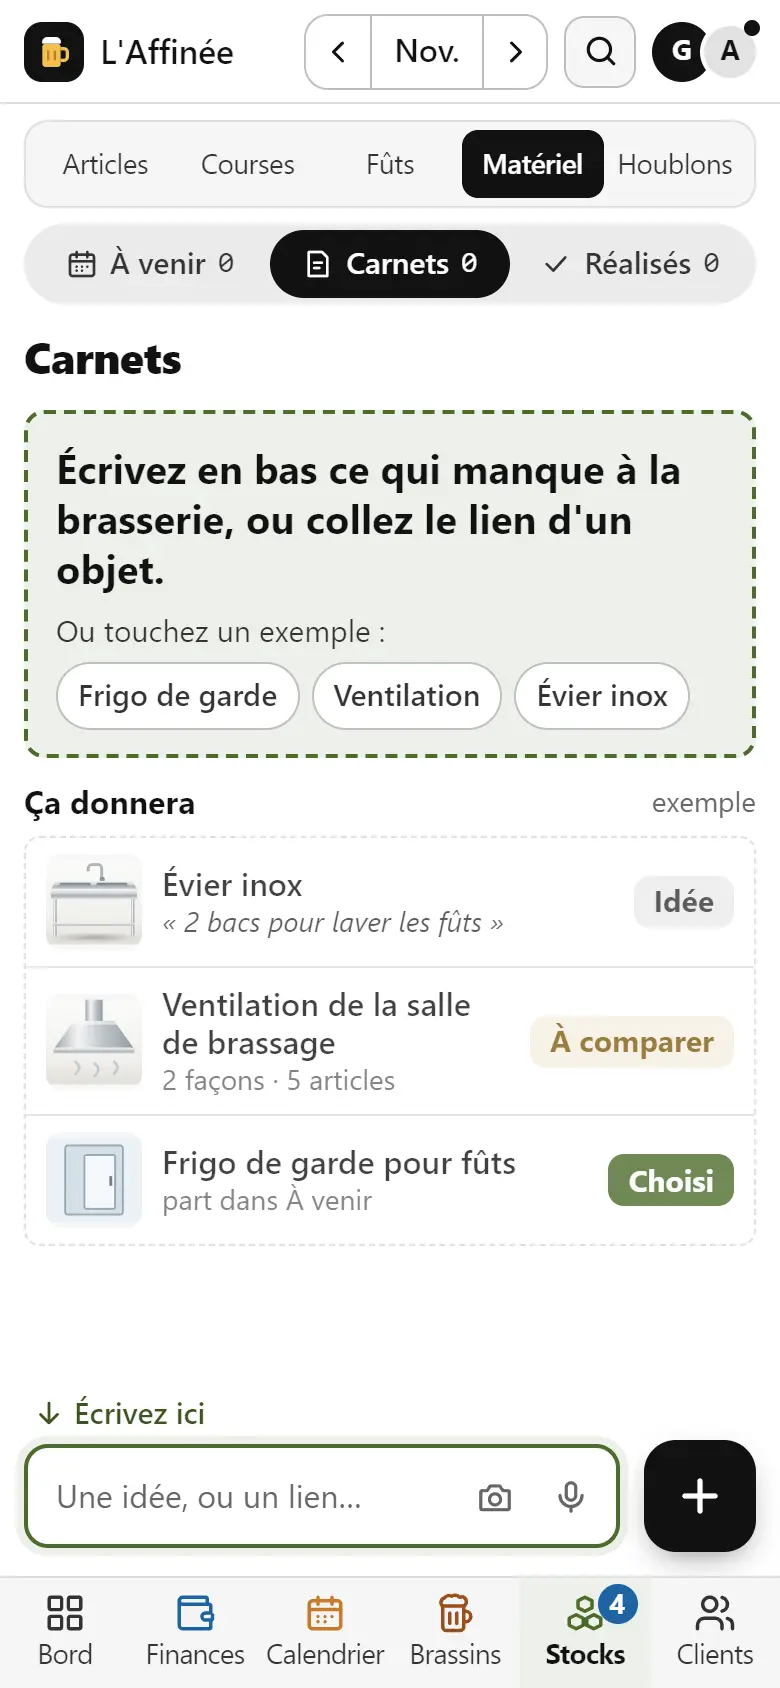 L'Affinée
Nov.
G
A
Articles Courses Fûts Matériel Houblons
À venir 0 Carnets 0 Réalisés 0
Carnets
Écrivez en bas ce qui manque à la
brasserie, ou collez le lien d'un
objet.
Ou touchez un exemple :
Frigo de garde Ventilation Évier inox
Ça donnera exemple
Évier inox
« 2 bacs pour laver les fûts »
Idée
Ventilation de la salle
de brassage
2 façons · 5 articles
À comparer
Frigo de garde pour fûts
part dans À venir
Choisi
Écrivez ici
Une idée, ou un lien...
4
Bord Finances Calendrier Brassins Stocks Clients